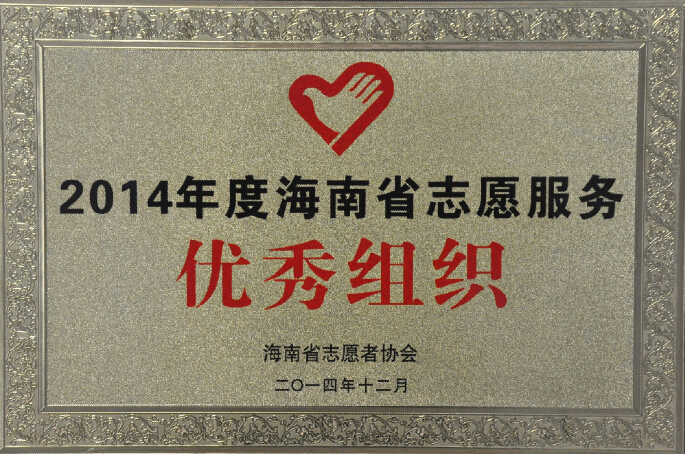 2014年度海南省志愿服务
优秀组织
海南省志愿者协会
二〇一四年十二月